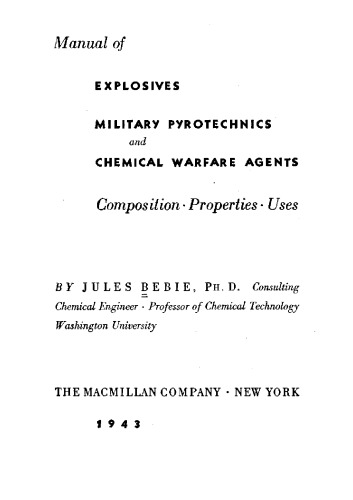 Manual of
EXPLOSIVES
MILITARY PYROTECHNICS
and
CHEMICAL WARFARE AGENTS
Composition · Properties · Uses
BY JULES BEBIE, PH. D. Consulting
Chemical Engineer · Professor of Chemical Technology
Washington University
THE MACMILLAN COMPANY · NEW YORK
1943